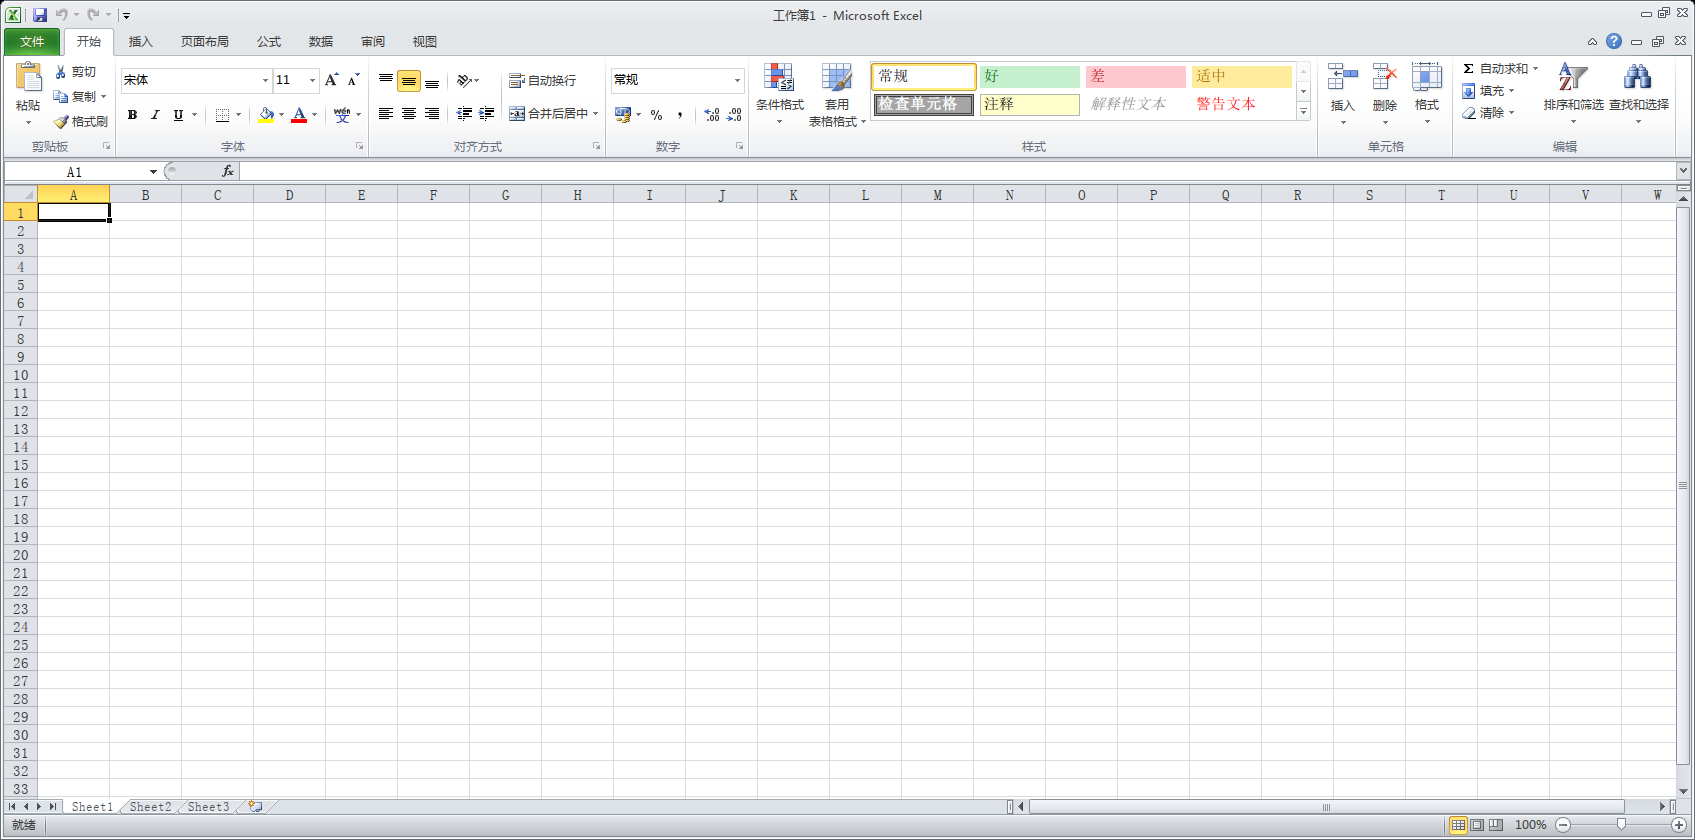 工作簿1 - Microsoft Excel
文件 开始 插入 页面布局 公式 数据 审阅 视图
粘贴 剪切 复制 格式刷 剪贴板
宋体 11 B I U 字体
自动换行 合并后居中 对齐方式
常规 % , .00 数字
条件格式 套用 表格格式
常规 好 差 适中
检查单元格 注释 解释性文本 警告文本
样式
插入 删除 格式 单元格
Σ 自动求和 填充 清除 排序和筛选 查找和选择 编辑
A1 fx
A B C D E F G H I J K L M N O P Q R S T U V W
1
2
3
4
5
6
7
8
9
10
11
12
13
14
15
16
17
18
19
20
21
22
23
24
25
26
27
28
29
30
31
32
33
Sheet1 Sheet2 Sheet3
就绪 100%